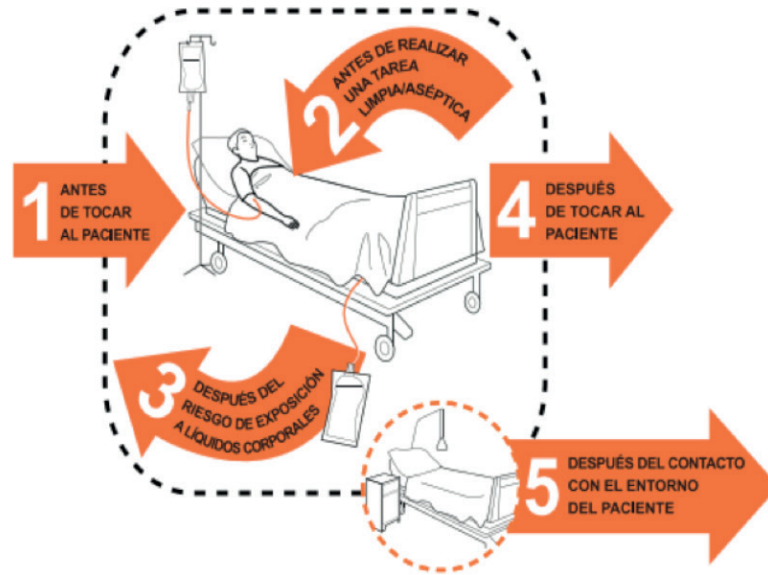 1
ANTES
DE TOCAR
AL PACIENTE
2
ANTES DE REALIZAR
UNA TAREA
LIMPIA/ASÉPTICA
3
DESPUÉS DEL
RIESGO DE EXPOSICIÓN
A LÍQUIDOS CORPORALES
4
DESPUÉS
DE TOCAR AL
PACIENTE
5
DESPUÉS DEL CONTACTO
CON EL ENTORNO
DEL PACIENTE